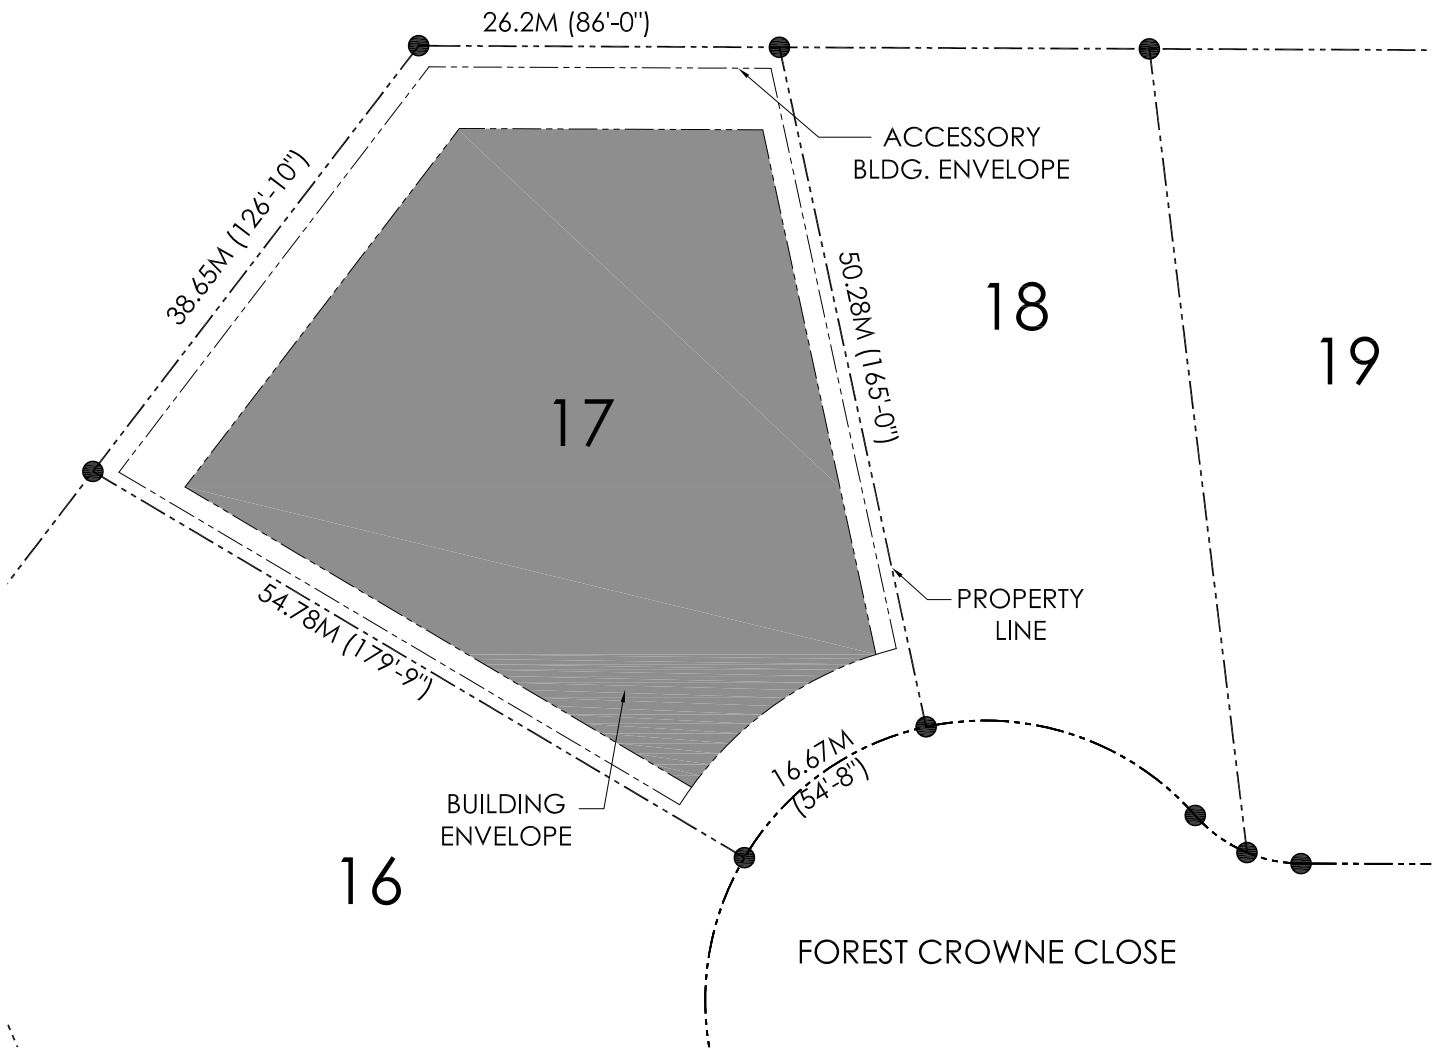 26.2M (86'-0")
ACCESSORY
BLDG. ENVELOPE
38.65M (126'-10")
50.28M (165'-0")
18
19
17
PROPERTY
LINE
54.78M (179'-9")
16.67M
(54'-8")
BUILDING
ENVELOPE
16
FOREST CROWNE CLOSE